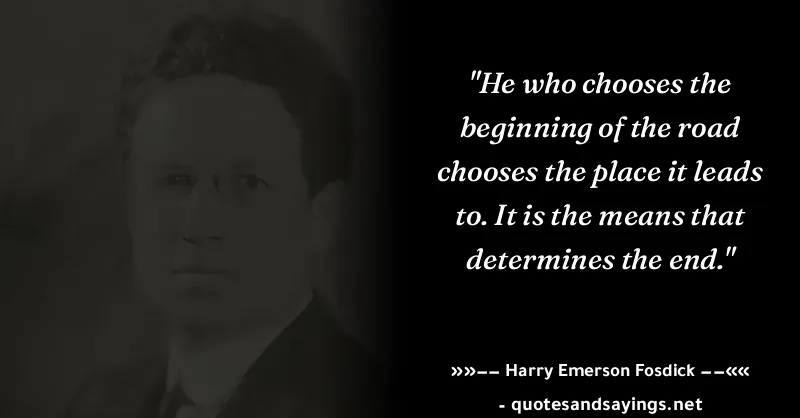 "He who chooses the
beginning of the road
chooses the place it leads
to. It is the means that
determines the end."
»»−− Harry Emerson Fosdick −−««
- quotesandsayings.net